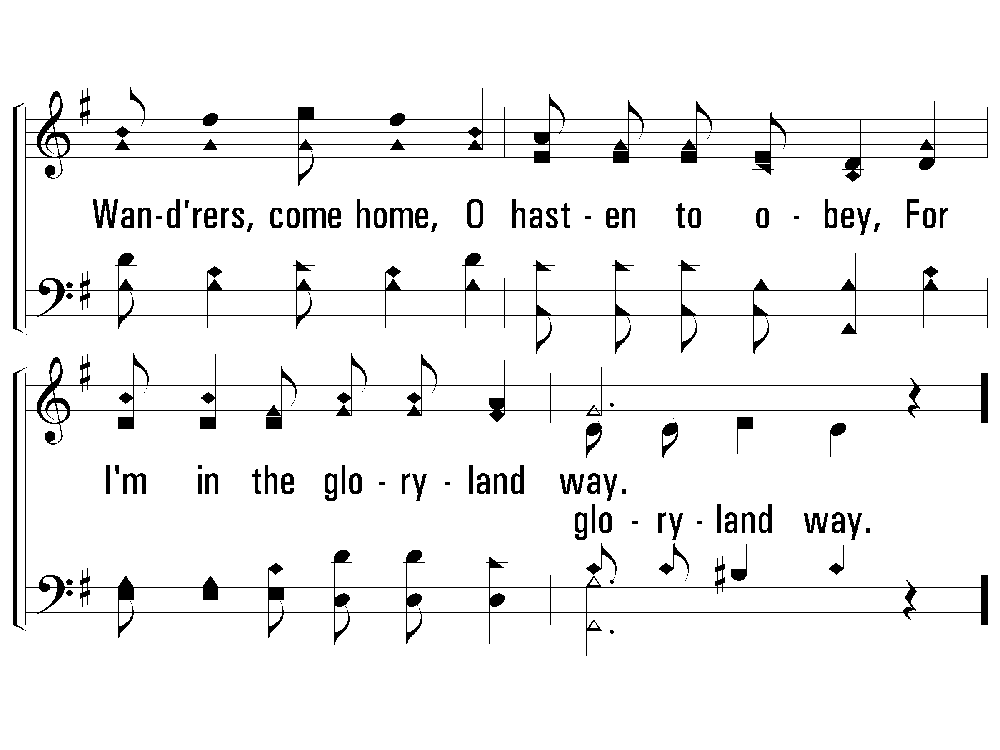 Wan-d'rers, come home, O hast - en to o - bey, For
I'm in the glo - ry - land way.
glo - ry - land way.